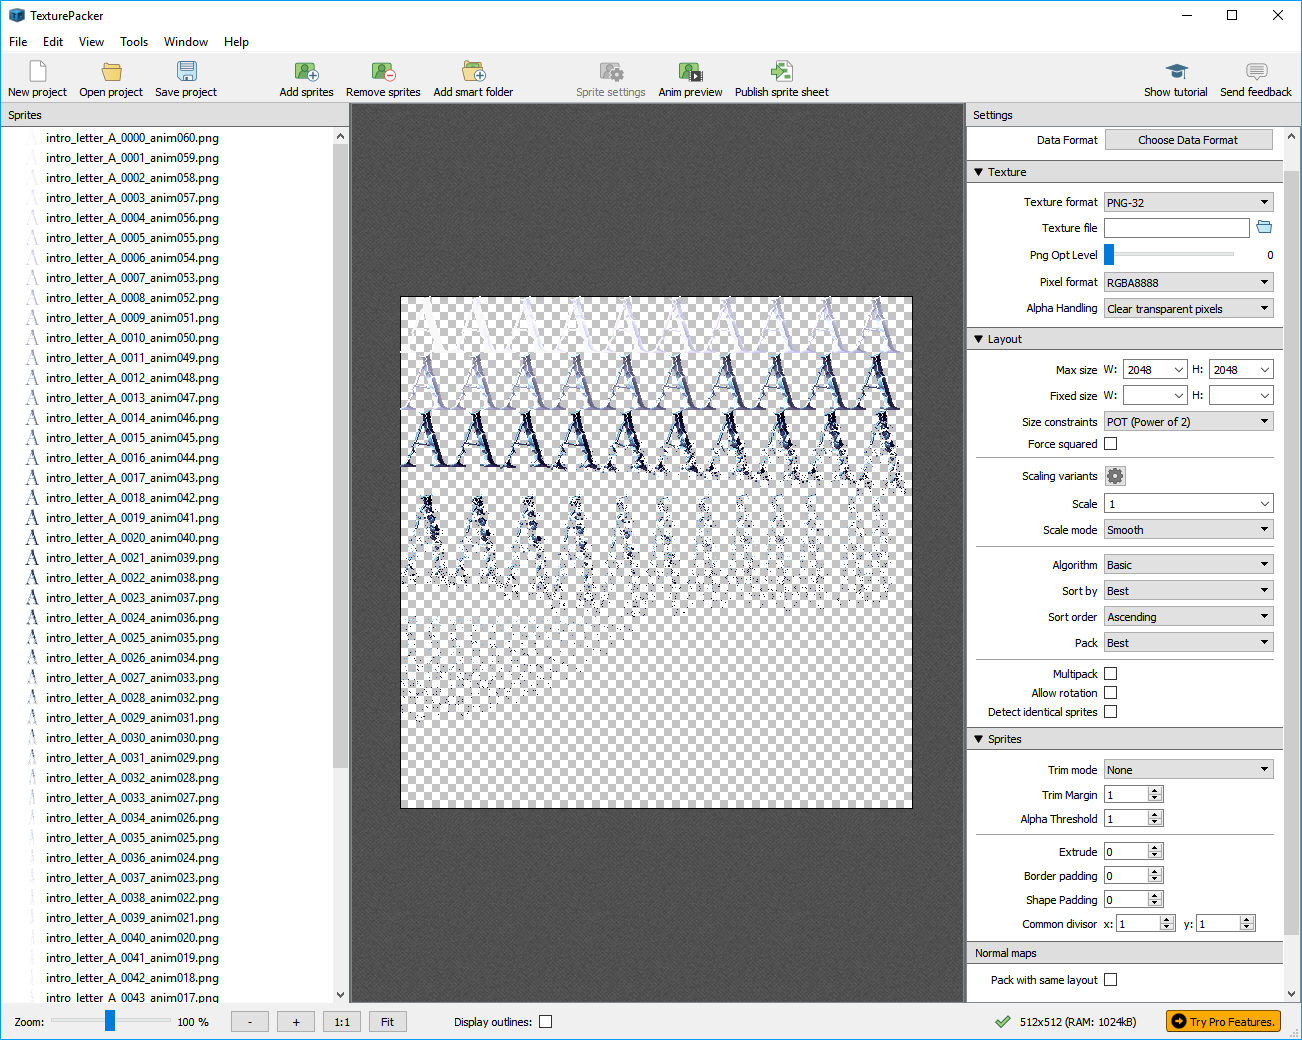 TexturePacker
File Edit View Tools Window Help
New project Open project Save project Add sprites Remove sprites Add smart folder Sprite settings Anim preview Publish sprite sheet Show tutorial Send feedback
Sprites
intro_letter_A_0000_anim060.png
intro_letter_A_0001_anim059.png
intro_letter_A_0002_anim058.png
intro_letter_A_0003_anim057.png
intro_letter_A_0004_anim056.png
intro_letter_A_0005_anim055.png
intro_letter_A_0006_anim054.png
intro_letter_A_0007_anim053.png
intro_letter_A_0008_anim052.png
intro_letter_A_0009_anim051.png
intro_letter_A_0010_anim050.png
intro_letter_A_0011_anim049.png
intro_letter_A_0012_anim048.png
intro_letter_A_0013_anim047.png
intro_letter_A_0014_anim046.png
intro_letter_A_0015_anim045.png
intro_letter_A_0016_anim044.png
intro_letter_A_0017_anim043.png
intro_letter_A_0018_anim042.png
intro_letter_A_0019_anim041.png
intro_letter_A_0020_anim040.png
intro_letter_A_0021_anim039.png
intro_letter_A_0022_anim038.png
intro_letter_A_0023_anim037.png
intro_letter_A_0024_anim036.png
intro_letter_A_0025_anim035.png
intro_letter_A_0026_anim034.png
intro_letter_A_0027_anim033.png
intro_letter_A_0028_anim032.png
intro_letter_A_0029_anim031.png
intro_letter_A_0030_anim030.png
intro_letter_A_0031_anim029.png
intro_letter_A_0032_anim028.png
intro_letter_A_0033_anim027.png
intro_letter_A_0034_anim026.png
intro_letter_A_0035_anim025.png
intro_letter_A_0036_anim024.png
intro_letter_A_0037_anim023.png
intro_letter_A_0038_anim022.png
intro_letter_A_0039_anim021.png
intro_letter_A_0040_anim020.png
intro_letter_A_0041_anim019.png
intro_letter_A_0042_anim018.png
intro_letter_A_0043_anim017.png
A A A A A A A A A A
A A A A A A A A A A
A A A A A A A A A A
A A A A A
Settings
Data Format Choose Data Format
Texture
Texture format PNG-32
Texture file
Png Opt Level 0
Pixel format RGBA8888
Alpha Handling Clear transparent pixels
Layout
Max size W: 2048 H: 2048
Fixed size W: H:
Size constraints POT (Power of 2)
Force squared
Scaling variants
Scale 1
Scale mode Smooth
Algorithm Basic
Sort by Best
Sort order Ascending
Pack Best
Multipack
Allow rotation
Detect identical sprites
Sprites
Trim mode None
Trim Margin 1
Alpha Threshold 1
Extrude 0
Border padding 0
Shape Padding 0
Common divisor x: 1 y: 1
Normal maps
Pack with same layout
Zoom: 100 % - + 1:1 Fit Display outlines: 512x512 (RAM: 1024kB) Try Pro Features.